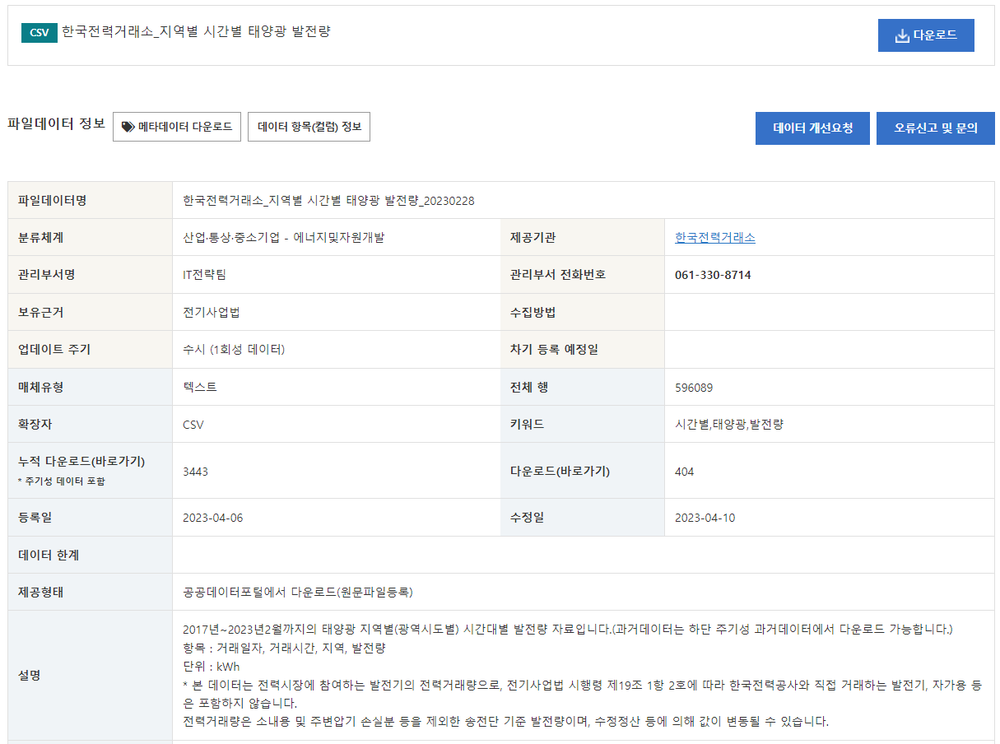 CSV 한국전력거래소_지역별 시간별 태양광 발전량
다운로드
파일데이터 정보
메타데이터 다운로드
데이터 항목(컬럼) 정보
데이터 개선요청
오류신고 및 문의
파일데이터명 한국전력거래소_지역별 시간별 태양광 발전량_20230228
분류체계 산업·통상·중소기업 - 에너지및자원개발 제공기관 한국전력거래소
관리부서명 IT전략팀 관리부서 전화번호 061-330-8714
보유근거 전기사업법 수집방법
업데이트 주기 수시 (1회성 데이터) 차기 등록 예정일
매체유형 텍스트 전체 행 596089
확장자 CSV 키워드 시간별,태양광,발전량
누적 다운로드(바로가기)
* 주기성 데이터 포함
3443 다운로드(바로가기) 404
등록일 2023-04-06 수정일 2023-04-10
데이터 한계
제공형태 공공데이터포털에서 다운로드(원문파일등록)
설명
2017년~2023년2월까지의 태양광 지역별(광역시도별) 시간대별 발전량 자료입니다.(과거데이터는 하단 주기성 과거데이터에서 다운로드 가능합니다.)
항목 : 거래일자, 거래시간, 지역, 발전량
단위 : kWh
* 본 데이터는 전력시장에 참여하는 발전기의 전력거래량으로, 전기사업법 시행령 제19조 1항 2호에 따라 한국전력공사와 직접 거래하는 발전기, 자가용 등
은 포함하지 않습니다.
전력거래량은 소내용 및 주변압기 손실분 등을 제외한 송전단 기준 발전량이며, 수정정산 등에 의해 값이 변동될 수 있습니다.